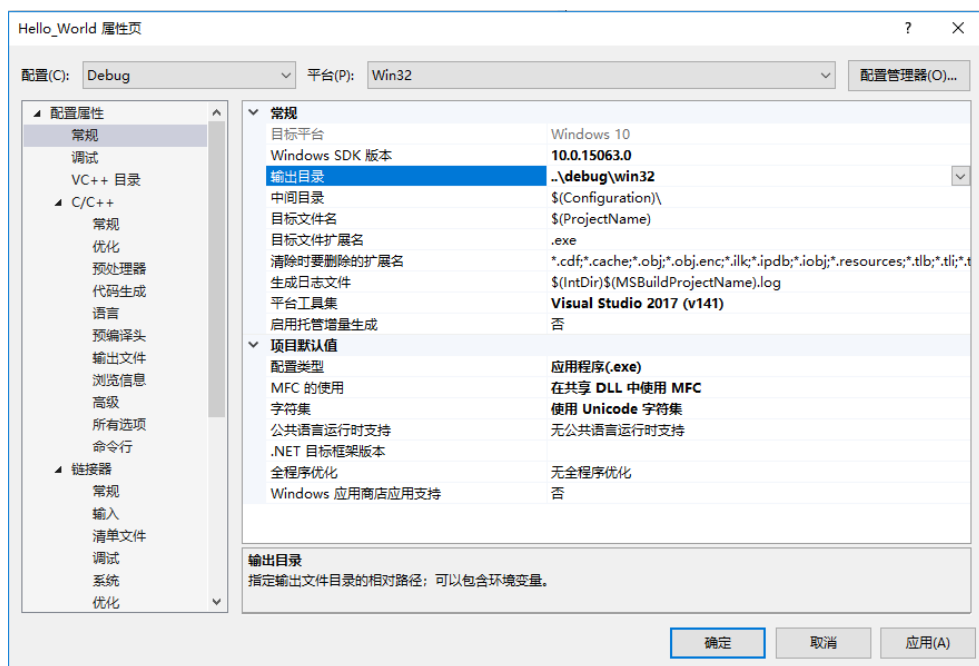 Hello_World 属性页
配置(C): Debug 平台(P): Win32 配置管理器(O)...
配置属性
常规
调试
VC++ 目录
C/C++
常规
优化
预处理器
代码生成
语言
预编译头
输出文件
浏览信息
高级
所有选项
命令行
链接器
常规
输入
清单文件
调试
系统
优化
常规
目标平台 Windows 10
Windows SDK 版本 10.0.15063.0
输出目录 ..\debug\win32
中间目录 $(Configuration)\
目标文件名 $(ProjectName)
目标文件扩展名 .exe
清除时要删除的扩展名 *.cdf;*.cache;*.obj;*.obj.enc;*.ilk;*.ipdb;*.iobj;*.resources;*.tlb;*.tli;*.t
生成日志文件 $(IntDir)$(MSBuildProjectName).log
平台工具集 Visual Studio 2017 (v141)
启用托管增量生成 否
项目默认值
配置类型 应用程序(.exe)
MFC 的使用 在共享 DLL 中使用 MFC
字符集 使用 Unicode 字符集
公共语言运行时支持 无公共语言运行时支持
.NET 目标框架版本
全程序优化 无全程序优化
Windows 应用商店应用支持 否
输出目录
指定输出文件目录的相对路径；可以包含环境变量。
确定 取消 应用(A)